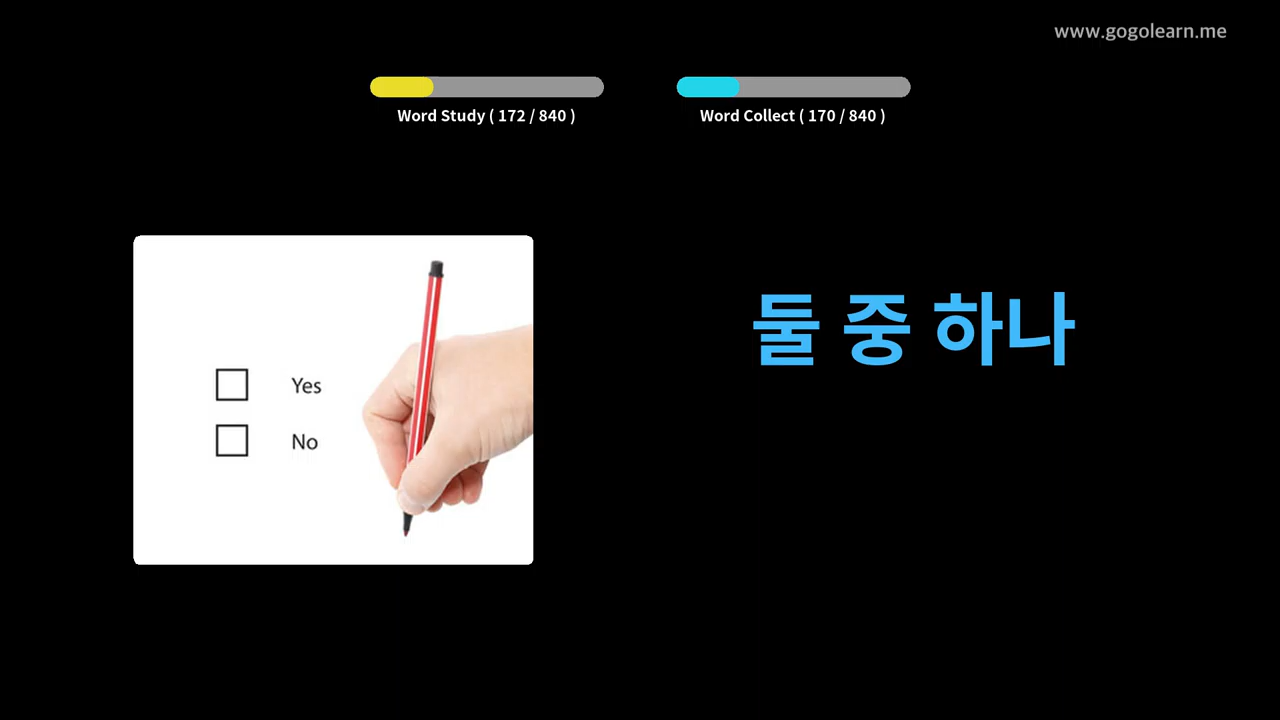 www.gogolearn.me
Word Study ( 172 / 840 )
Word Collect ( 170 / 840 )
둘 중 하나
Yes
No